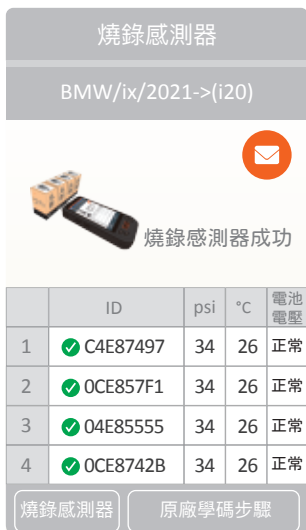 燒錄感測器
BMW/ix/2021->(i20)
燒錄感測器成功
ID psi °C 電池
電壓
1 C4E87497 34 26 正常
2 0CE857F1 34 26 正常
3 04E85555 34 26 正常
4 0CE8742B 34 26 正常
燒錄感測器 原廠學碼步驟